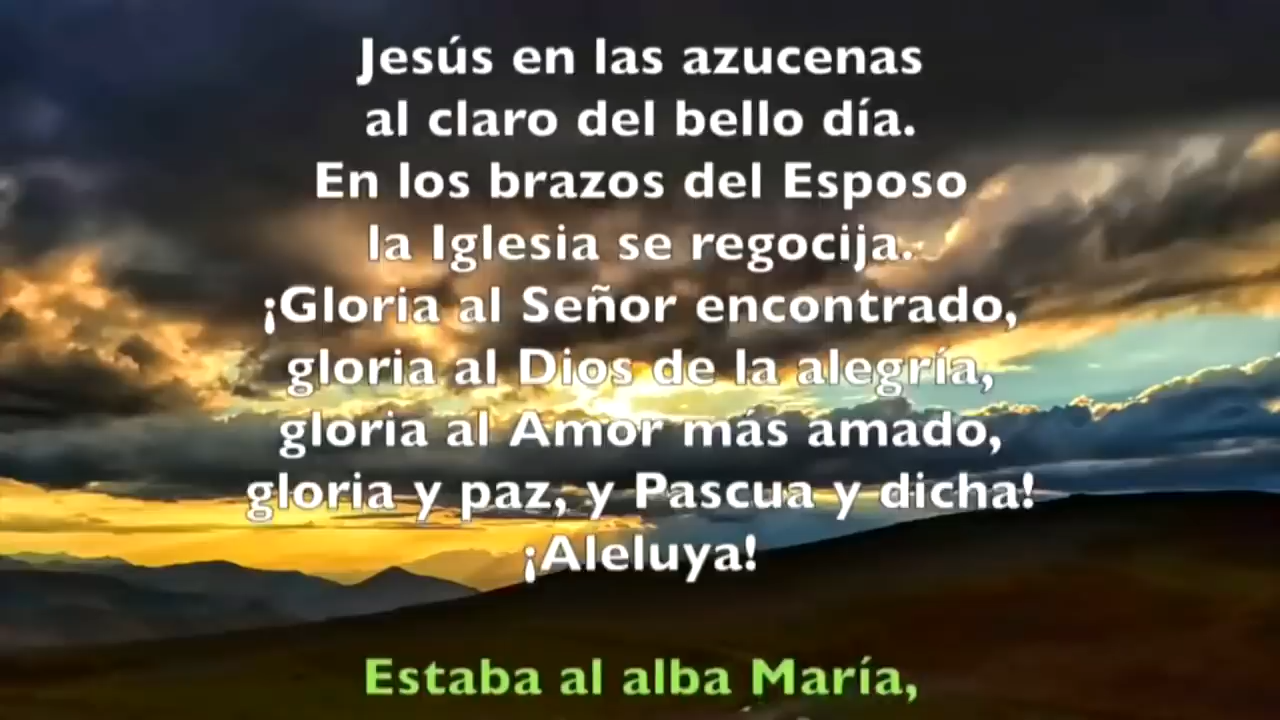 Jesús en las azucenas
al claro del bello día.
En los brazos del Esposo
la Iglesia se regocija.
¡Gloria al Señor encontrado,
gloria al Dios de la alegría,
gloria al Amor más amado,
gloria y paz, y Pascua y dicha!
¡Aleluya!
Estaba al alba María,